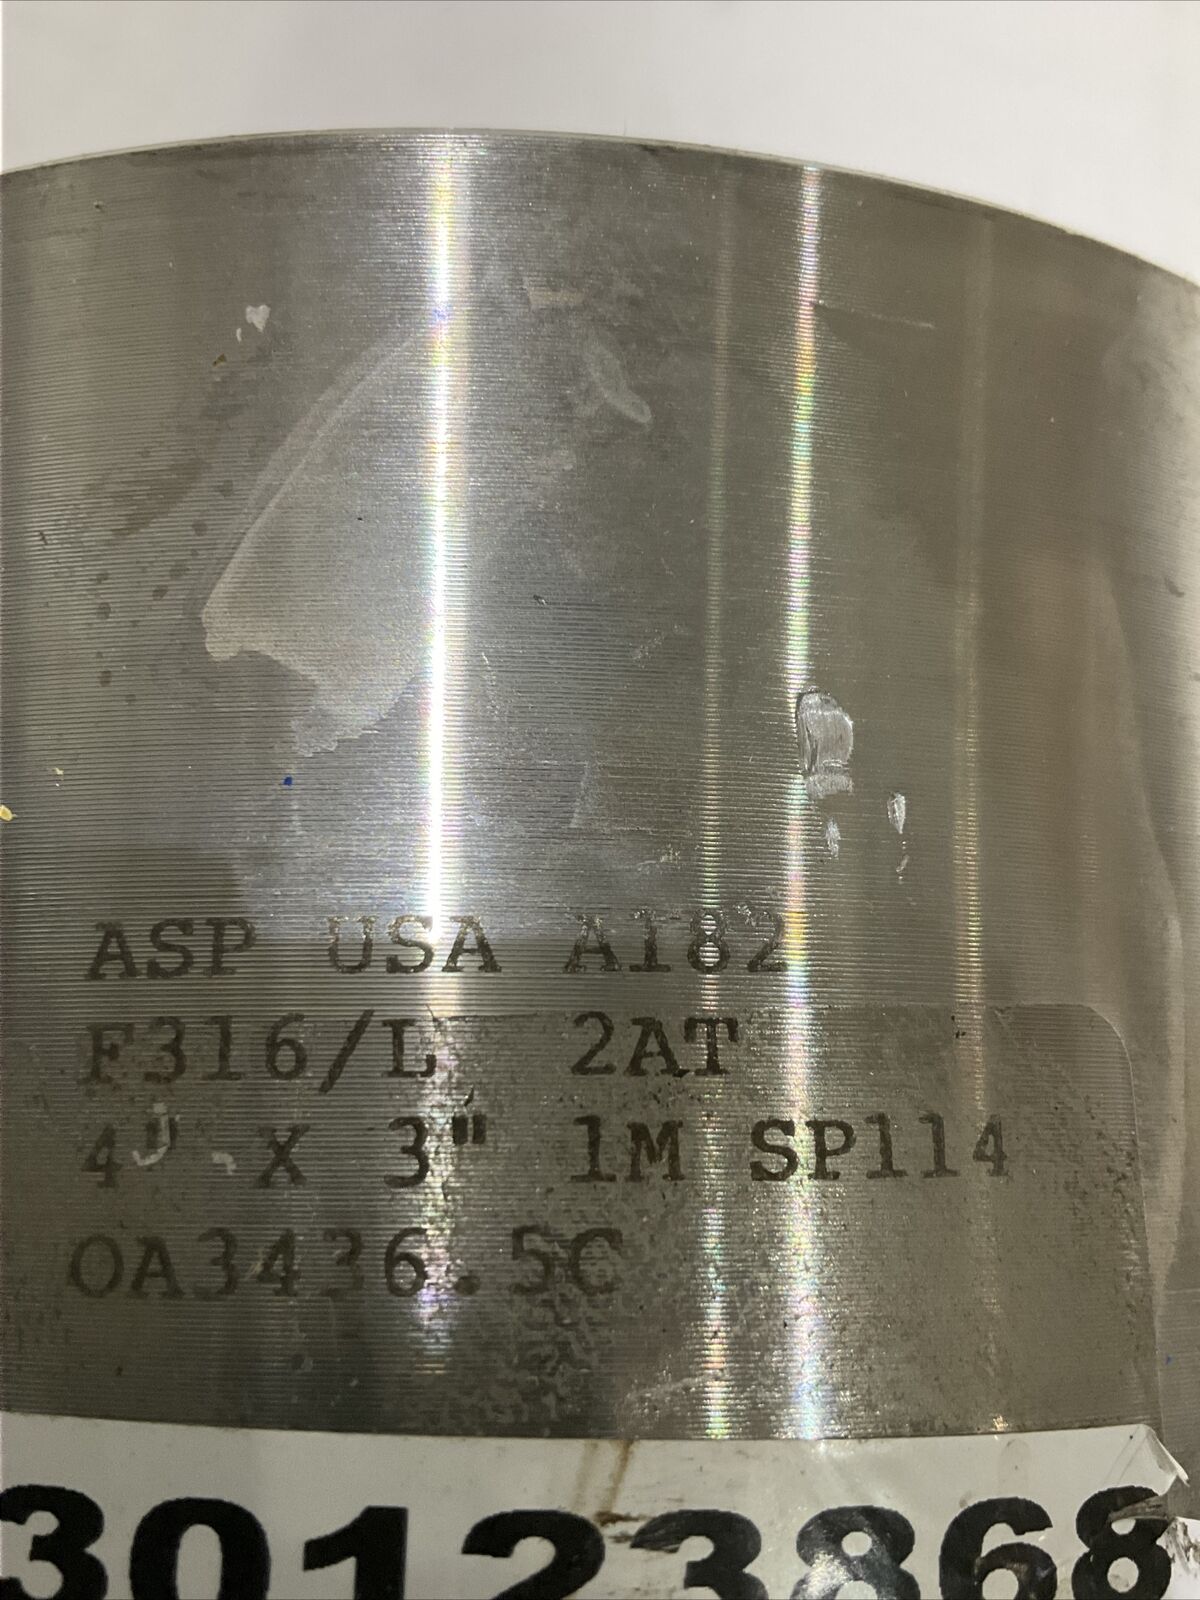 ASP USA A182
F316/L 2AT
4" X 3" 1M SP114
OA3436.5C
30123868